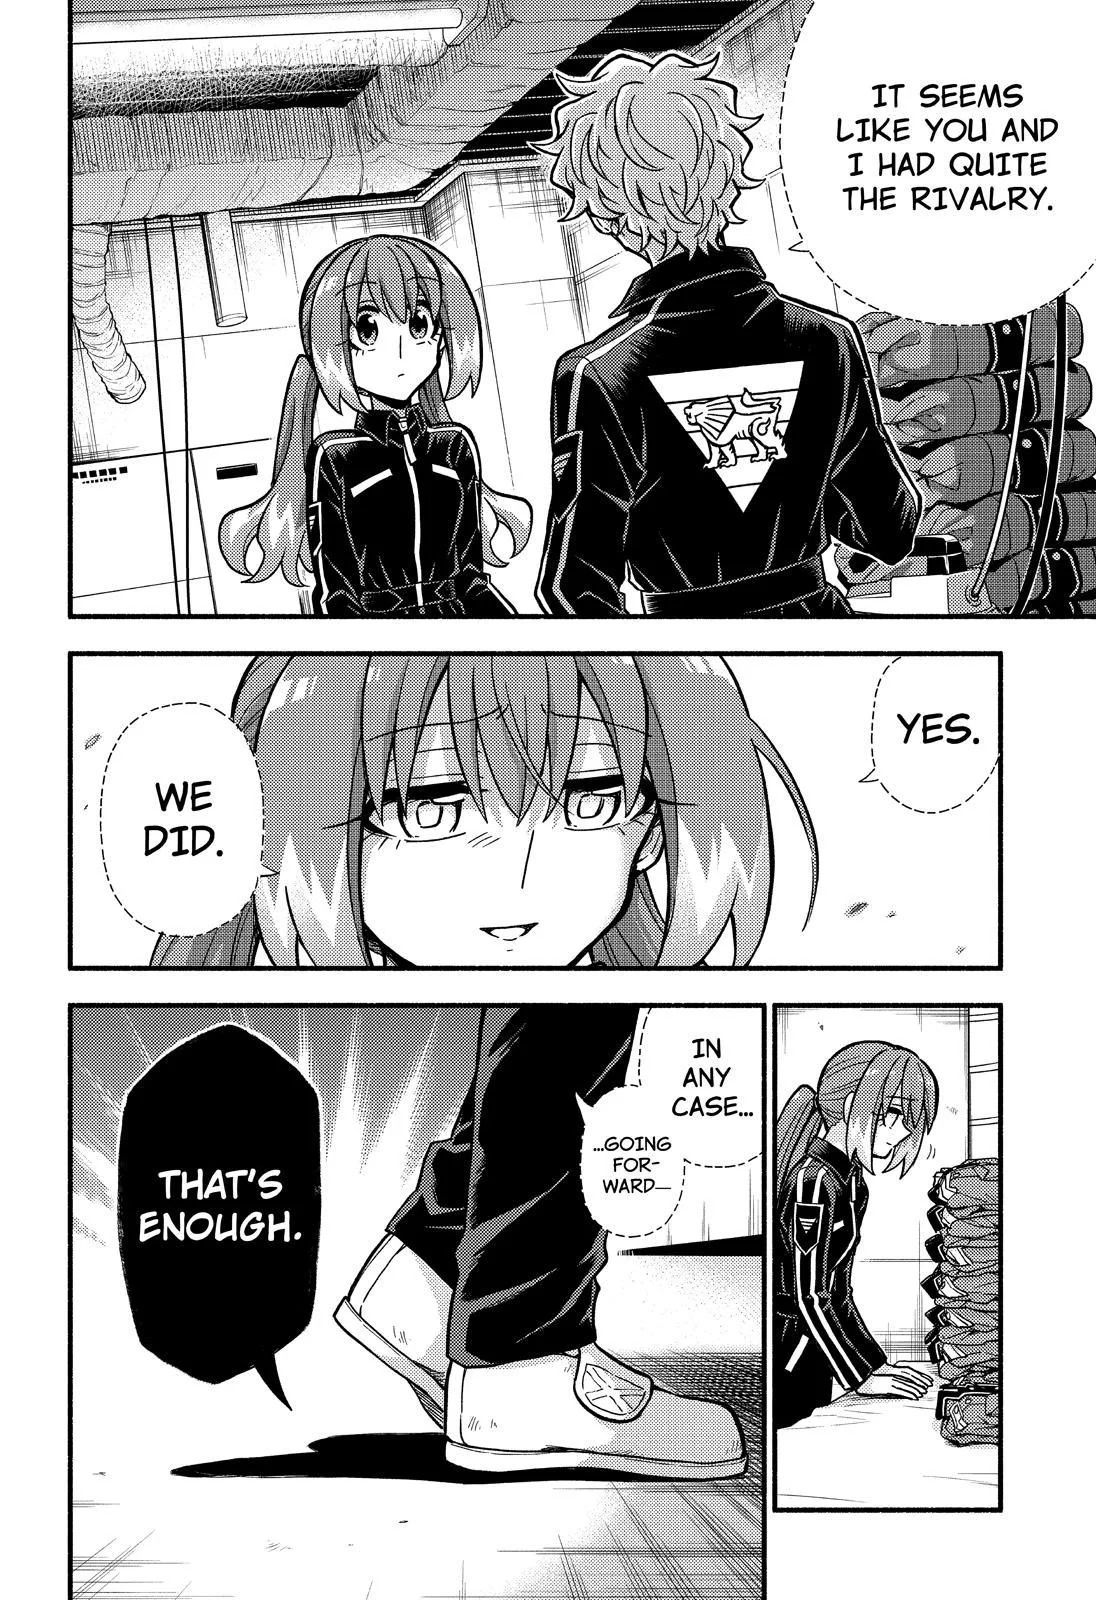 IT SEEMS
LIKE YOU AND
I HAD QUITE
THE RIVALRY.
YES.
WE
DID.
IN
ANY
CASE...
...GOING
FOR-
WARD—
THAT'S
ENOUGH.